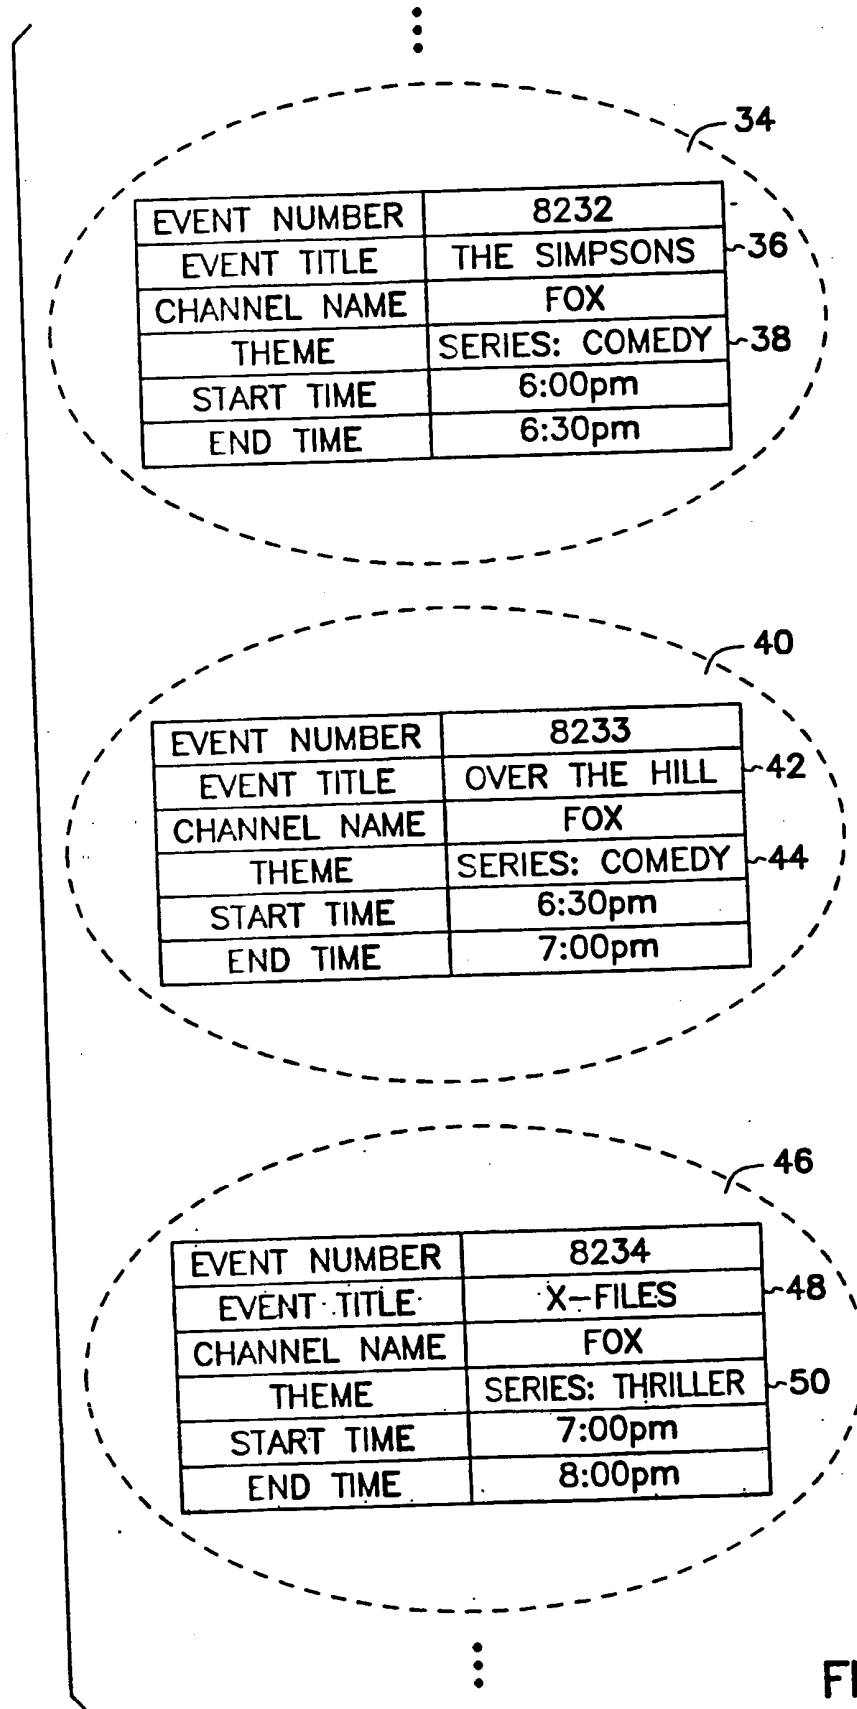 34
EVENT NUMBER 8232
EVENT TITLE THE SIMPSONS 36
CHANNEL NAME FOX
THEME SERIES: COMEDY 38
START TIME 6:00pm
END TIME 6:30pm
40
EVENT NUMBER 8233
EVENT TITLE OVER THE HILL 42
CHANNEL NAME FOX
THEME SERIES: COMEDY 44
START TIME 6:30pm
END TIME 7:00pm
46
EVENT NUMBER 8234
EVENT TITLE X-FILES 48
CHANNEL NAME FOX
THEME SERIES: THRILLER 50
START TIME 7:00pm
END TIME 8:00pm